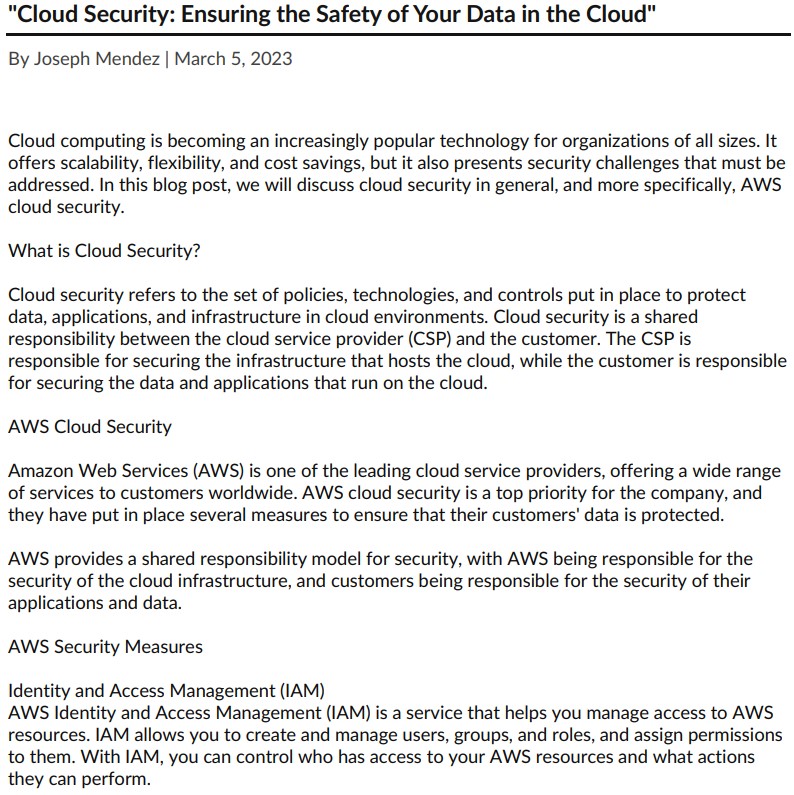 "Cloud Security: Ensuring the Safety of Your Data in the Cloud"
By Joseph Mendez | March 5, 2023
Cloud computing is becoming an increasingly popular technology for organizations of all sizes. It
offers scalability, flexibility, and cost savings, but it also presents security challenges that must be
addressed. In this blog post, we will discuss cloud security in general, and more specifically, AWS
cloud security.
What is Cloud Security?
Cloud security refers to the set of policies, technologies, and controls put in place to protect
data, applications, and infrastructure in cloud environments. Cloud security is a shared
responsibility between the cloud service provider (CSP) and the customer. The CSP is
responsible for securing the infrastructure that hosts the cloud, while the customer is responsible
for securing the data and applications that run on the cloud.
AWS Cloud Security
Amazon Web Services (AWS) is one of the leading cloud service providers, offering a wide range
of services to customers worldwide. AWS cloud security is a top priority for the company, and
they have put in place several measures to ensure that their customers' data is protected.
AWS provides a shared responsibility model for security, with AWS being responsible for the
security of the cloud infrastructure, and customers being responsible for the security of their
applications and data.
AWS Security Measures
Identity and Access Management (IAM)
AWS Identity and Access Management (IAM) is a service that helps you manage access to AWS
resources. IAM allows you to create and manage users, groups, and roles, and assign permissions
to them. With IAM, you can control who has access to your AWS resources and what actions
they can perform.